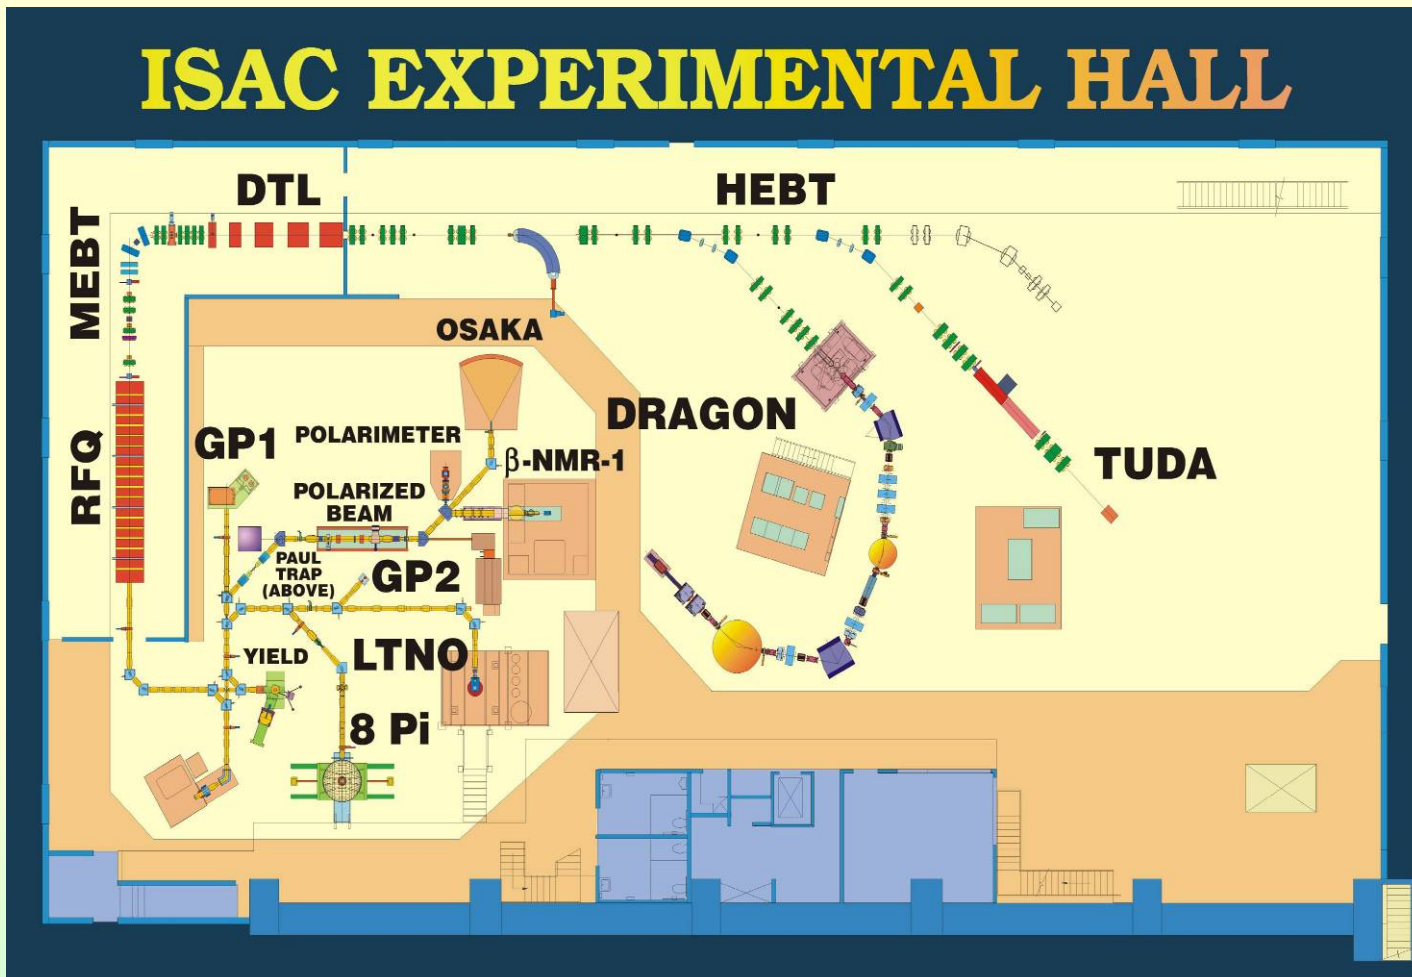 ISAC EXPERIMENTAL HALL
DTL
HEBT
MEBT
OSAKA
DRAGON
GP1
POLARIMETER
β-NMR-1
TUDA
RFQ
POLARIZED
BEAM
PAUL
TRAP
(ABOVE)
GP2
YIELD
LTNO
8 Pi